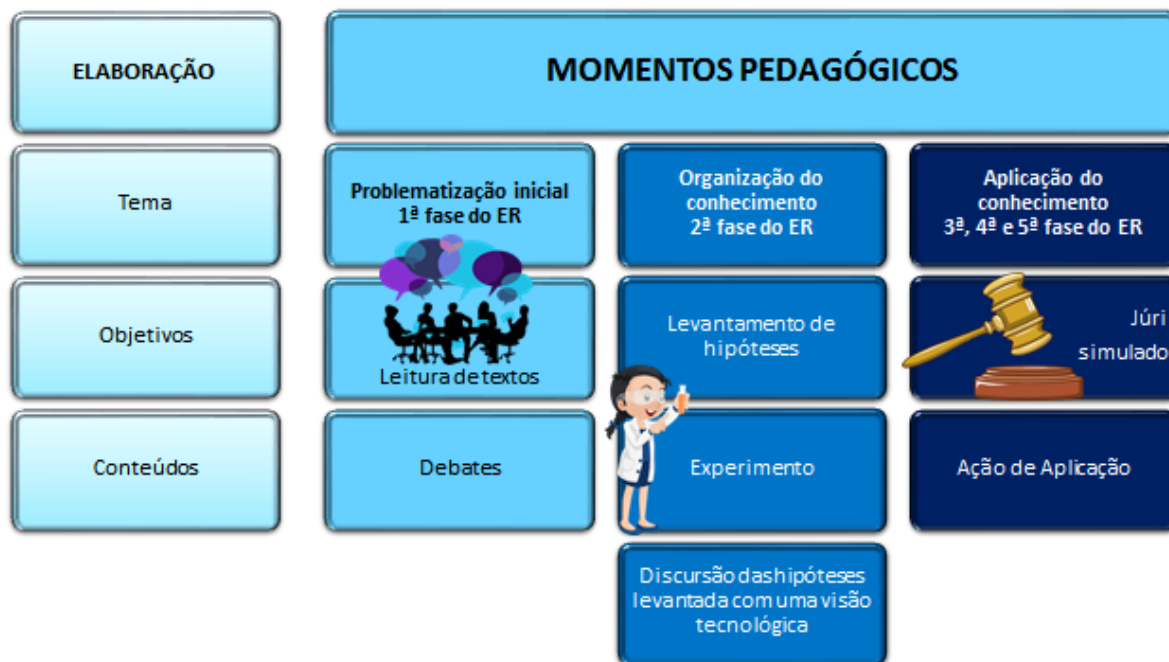 ELABORAÇÃO
Tema
Objetivos
Conteúdos
MOMENTOS PEDAGÓGICOS
Problematização inicial
1ª fase do ER
Leitura de textos
Debates
Organização do
conhecimento
2ª fase do ER
Levantamento de
hipóteses
Experimento
Discursão das hipóteses
levantada com uma visão
tecnológica
Aplicação do
conhecimento
3ª, 4ª e 5ª fase do ER
Júri
simulado
Ação de Aplicação